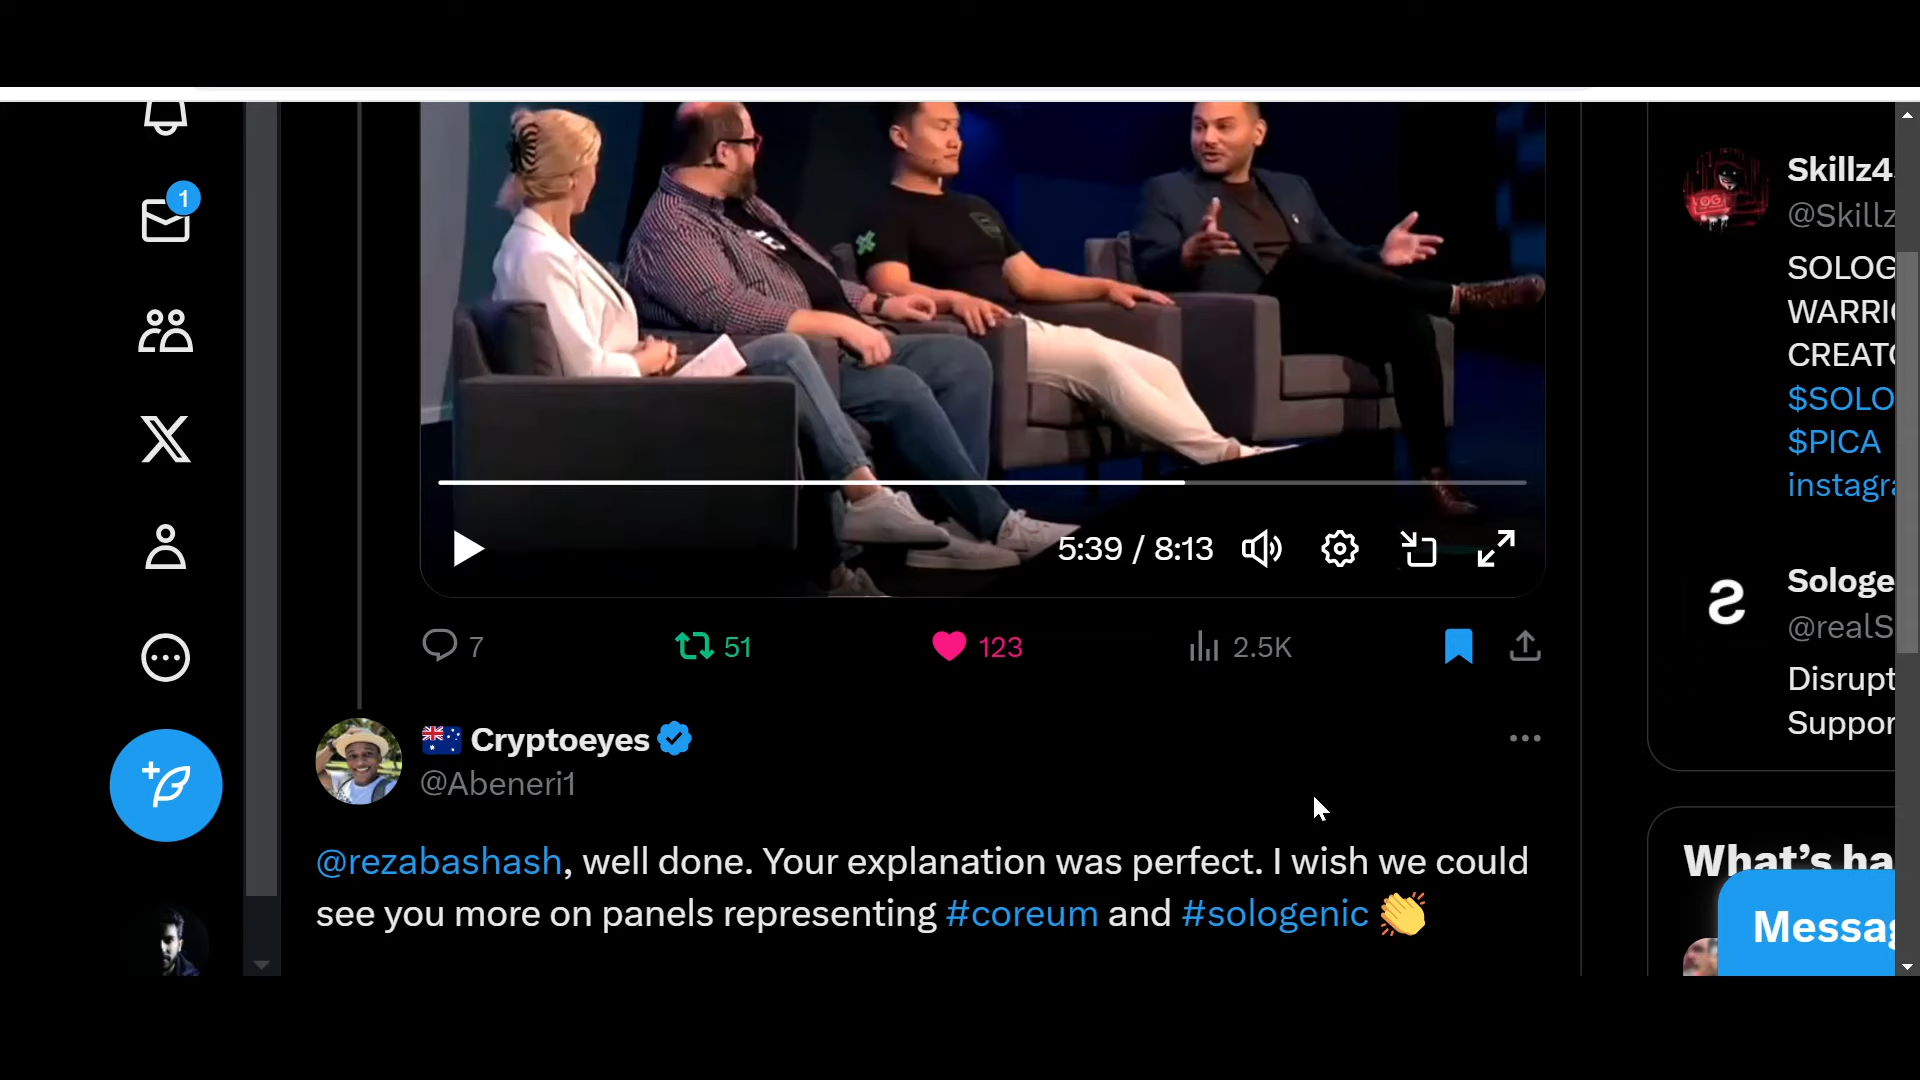 1
5:39 / 8:13
7
51
123
2.5K
Cryptoeyes
@Abeneri1
@rezabashash, well done. Your explanation was perfect. I wish we could
see you more on panels representing #coreum and #sologenic
Skillz4
@Skillz
SOLOG
WARRI
CREAT
$SOLO
$PICA
instagr
Sologe
@realS
Disrupt
Suppor
What's ha
Messag